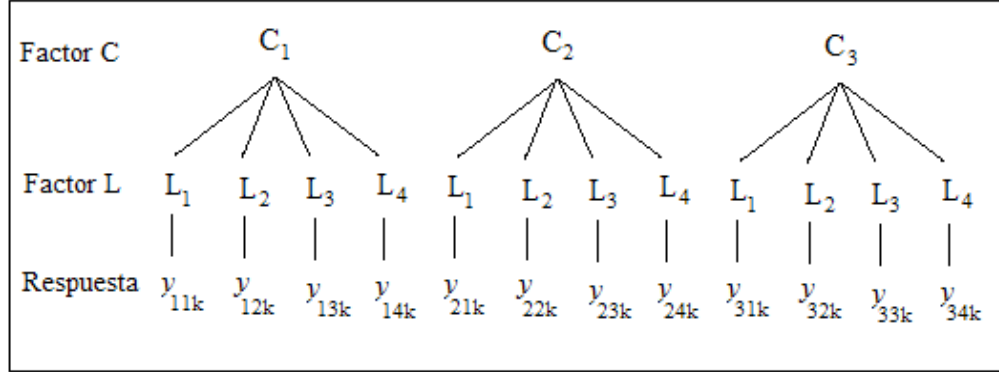 Factor C C₁ C₂ C₃
Factor L L₁ L₂ L₃ L₄ L₁ L₂ L₃ L₄ L₁ L₂ L₃ L₄
Respuesta y₁₁ₖ y₁₂ₖ y₁₃ₖ y₁₄ₖ y₂₁ₖ y₂₂ₖ y₂₃ₖ y₂₄ₖ y₃₁ₖ y₃₂ₖ y₃₃ₖ y₃₄ₖ